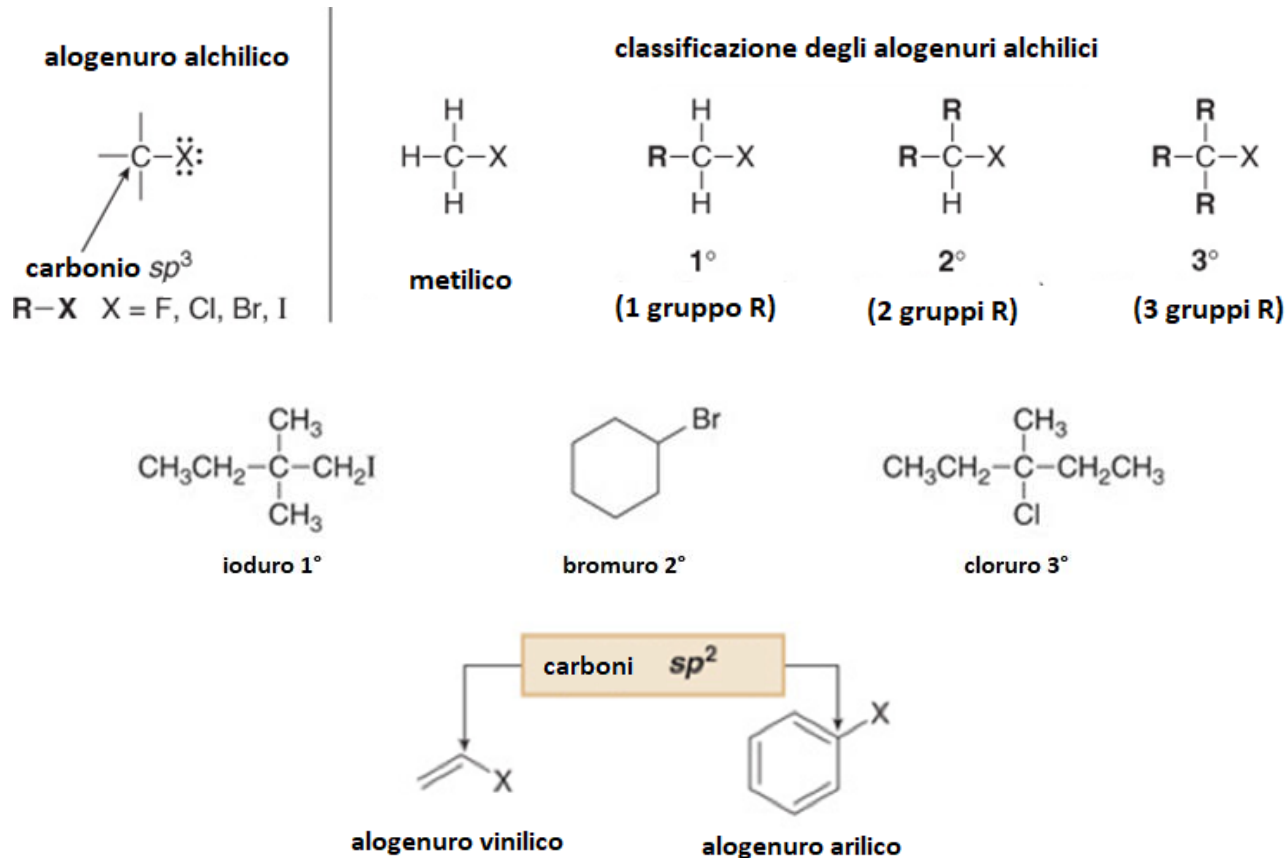 alogenuro alchilico
classificazione degli alogenuri alchilici
C–X
carbonio sp³
R–X X = F, Cl, Br, I
H
H–C–X
H
metilico
H
R–C–X
H
1°
(1 gruppo R)
R
R–C–X
H
2°
(2 gruppi R)
R
R–C–X
R
3°
(3 gruppi R)
CH₃
CH₃CH₂–C–CH₂I
CH₃
ioduro 1°
Br
bromuro 2°
CH₃
CH₃CH₂–C–CH₂CH₃
Cl
cloruro 3°
carboni sp²
X
alogenuro vinilico
X
alogenuro arilico